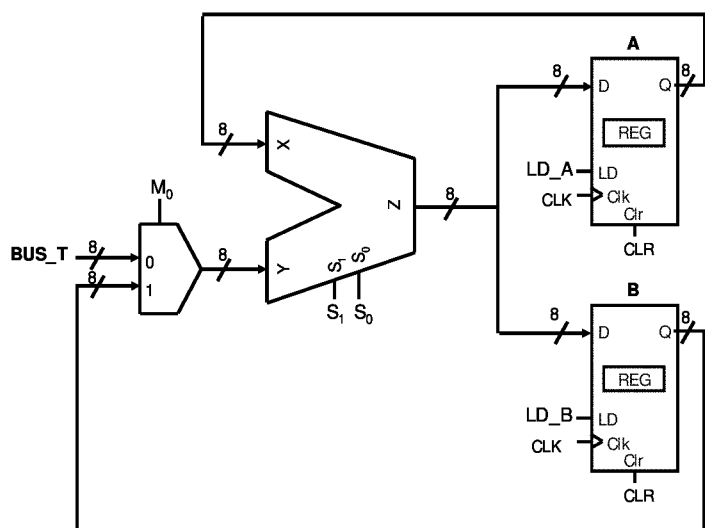 A
8
8
8
D
Q
REG
8
X
LD_A
LD
CLK
Clk
Clr
CLR
M₀
Z
8
BUS_T
8
0
8
Y
8
1
S₁
S₀
S₁
S₀
B
8
8
D
Q
REG
LD_B
LD
CLK
Clk
Clr
CLR